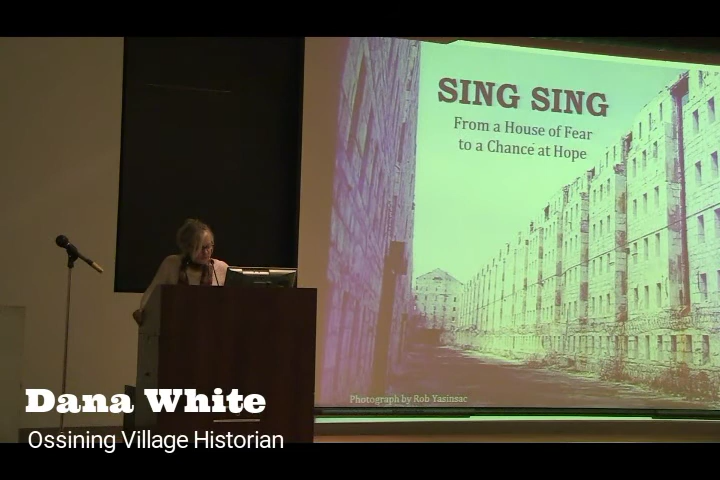 SING SING
From a House of Fear
to a Chance at Hope
Photograph by Rob Yasinsac
Dana White
Ossining Village Historian